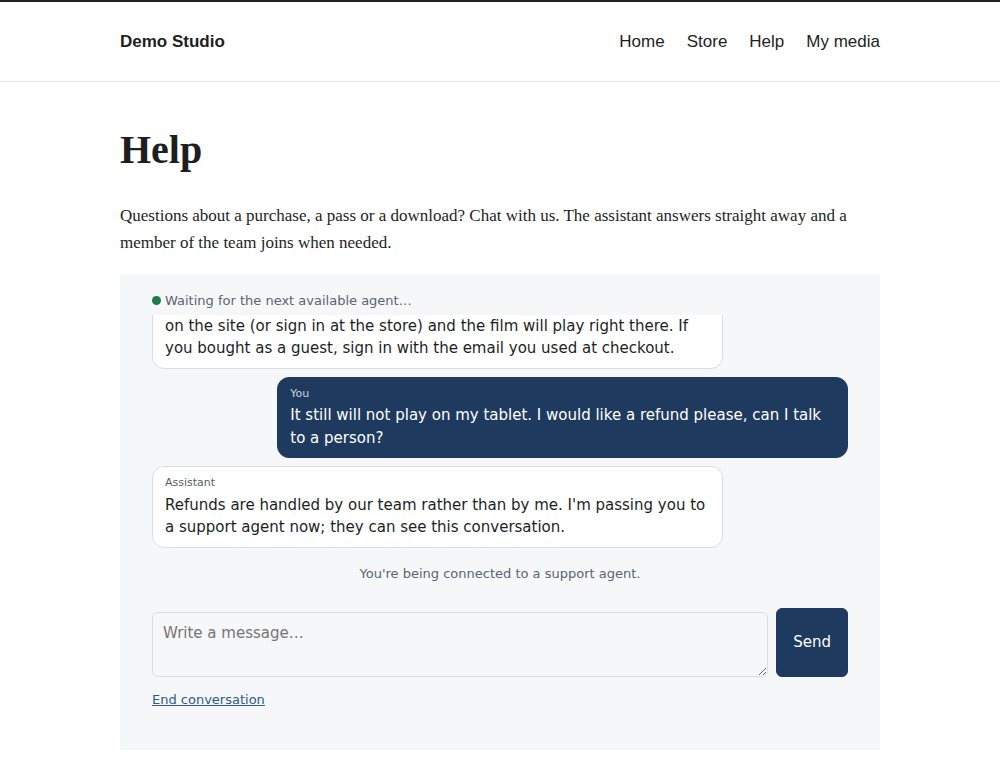 Demo Studio
Home Store Help My media
Help
Questions about a purchase, a pass or a download? Chat with us. The assistant answers straight away and a
member of the team joins when needed.
Waiting for the next available agent…
on the site (or sign in at the store) and the film will play right there. If
you bought as a guest, sign in with the email you used at checkout.
You
It still will not play on my tablet. I would like a refund please, can I talk
to a person?
Assistant
Refunds are handled by our team rather than by me. I'm passing you to
a support agent now; they can see this conversation.
You're being connected to a support agent.
Write a message…
Send
End conversation